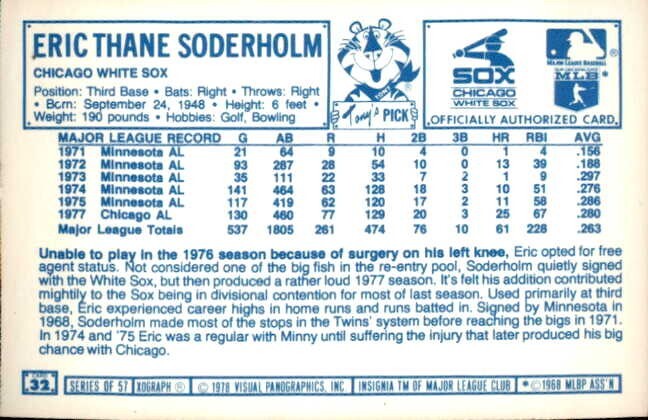 ERIC THANE SODERHOLM
CHICAGO WHITE SOX
Position: Third Base • Bats: Right • Throws: Right
• Born: September 24, 1948 • Height: 6 feet •
Weight: 190 pounds • Hobbies: Golf, Bowling
TONY
Tony's PICK
SOX
CHICAGO
WHITE SOX
MAJOR LEAGUE BASEBALL
®
MLB*
OFFICIALLY AUTHORIZED CARD
MAJOR LEAGUE RECORD G AB R H 2B 3B HR RBI AVG
1971 Minnesota AL 21 64 9 10 4 0 1 4 .156
1972 Minnesota AL 93 287 28 54 10 0 13 39 .188
1973 Minnesota AL 35 111 22 33 7 2 1 9 .297
1974 Minnesota AL 141 464 63 128 18 3 10 51 .276
1975 Minnesota AL 117 419 62 120 17 2 11 58 .286
1977 Chicago AL 130 460 77 129 20 3 25 67 .280
Major League Totals 537 1805 261 474 76 10 61 228 .263
Unable to play in the 1976 season because of surgery on his left knee, Eric opted for free
agent status. Not considered one of the big fish in the re-entry pool, Soderholm quietly signed
with the White Sox, but then produced a rather loud 1977 season. It's felt his addition contributed
mightily to the Sox being in divisional contention for most of last season. Used primarily at third
base, Eric experienced career highs in home runs and runs batted in. Signed by Minnesota in
1968, Soderholm made most of the stops in the Twins' system before reaching the bigs in 1971.
In 1974 and '75 Eric was a regular with Minny until suffering the injury that later produced his big
chance with Chicago.
CARD
32 SERIES OF 57 XOGRAPH ® © 1978 VISUAL PANOGRAPHICS, INC. INSIGNIA TM OF MAJOR LEAGUE CLUB *©1968 MLBP ASS'N